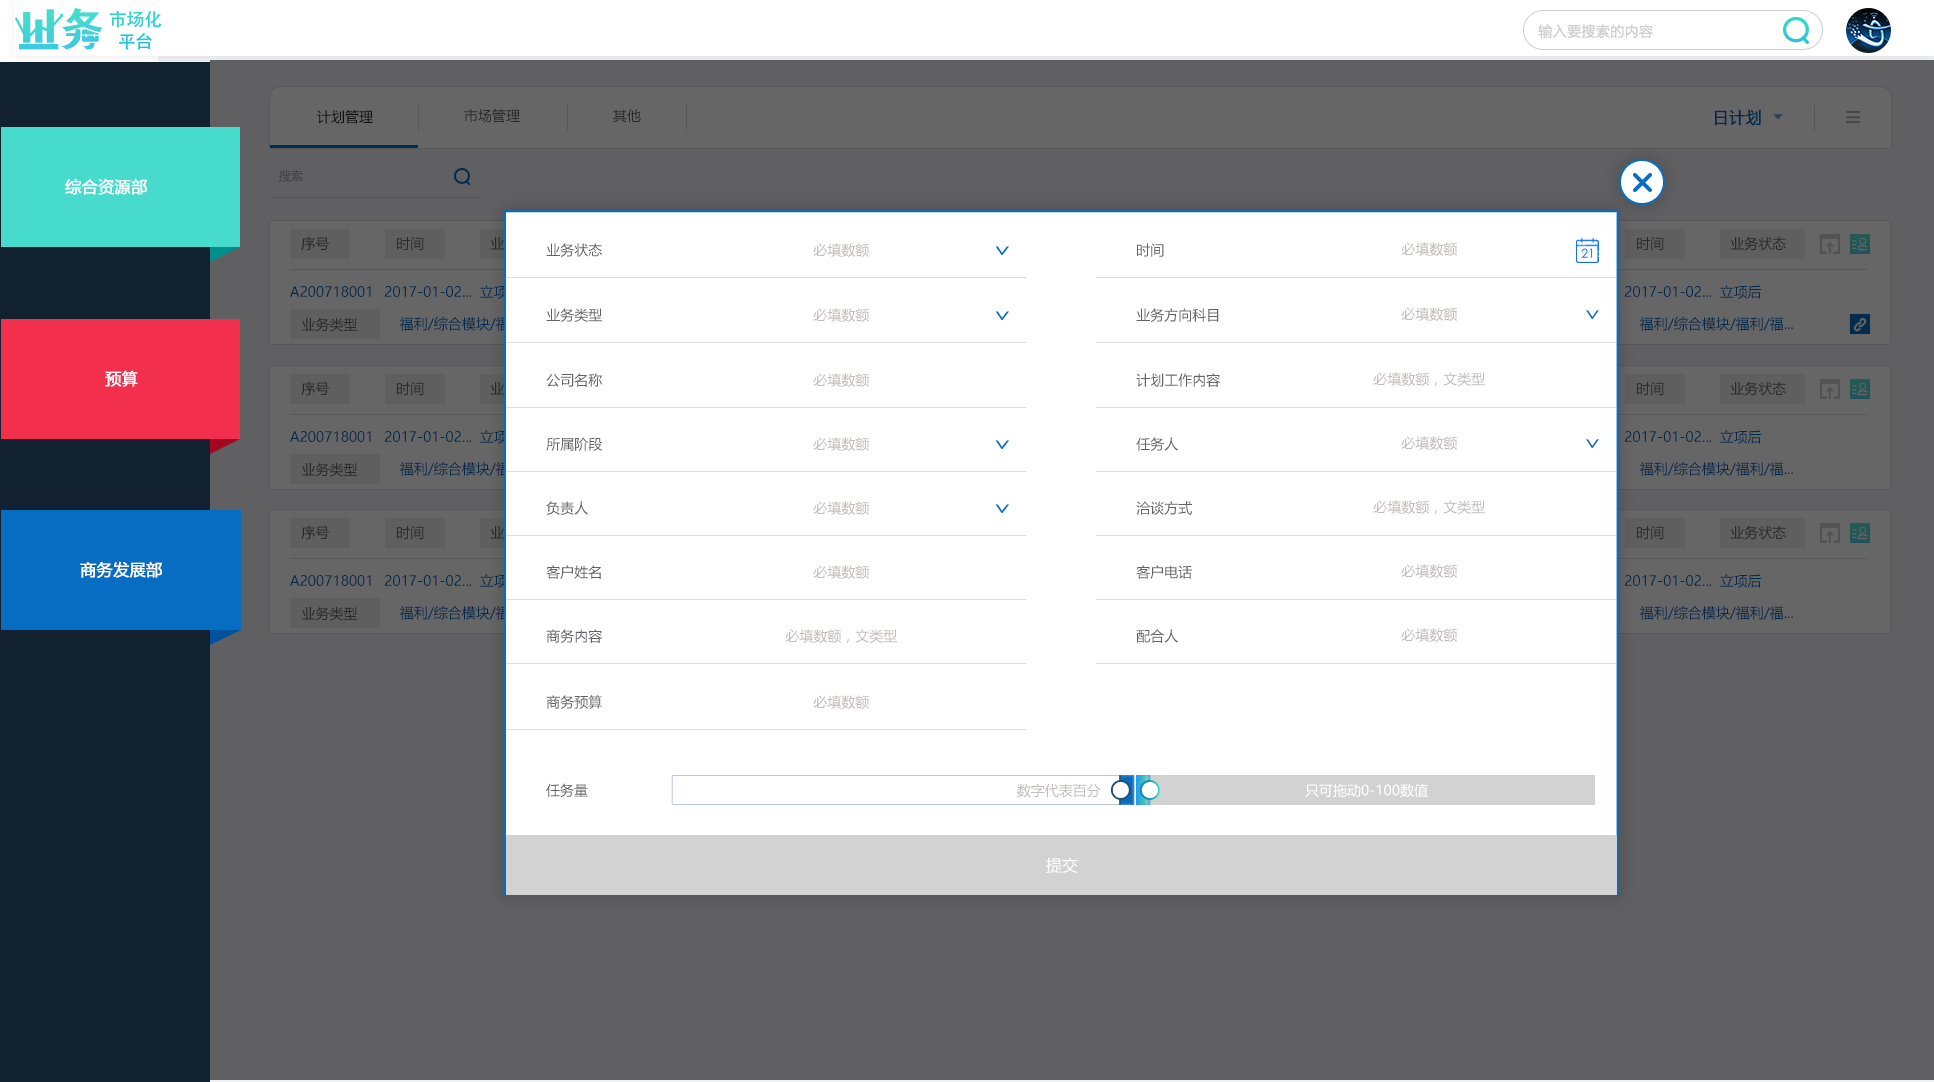 业务 市场化
平台
输入要搜索的内容
计划管理 市场管理 其他 日计划
搜索
综合资源部
预算
商务发展部
序号 时间 业
A200718001 2017-01-02... 立项
业务类型 福利/综合模块/福
时间 业务状态
2017-01-02... 立项后
福利/综合模块/福利/福...
序号 时间 业
A200718001 2017-01-02... 立项
业务类型 福利/综合模块/福
时间 业务状态
2017-01-02... 立项后
福利/综合模块/福利/福...
序号 时间 业
A200718001 2017-01-02... 立项
业务类型 福利/综合模块/福
时间 业务状态
2017-01-02... 立项后
福利/综合模块/福利/福...
业务状态 必填数额 时间 必填数额 21
业务类型 必填数额 业务方向科目 必填数额
公司名称 必填数额 计划工作内容 必填数额，文类型
所属阶段 必填数额 任务人 必填数额
负责人 必填数额 洽谈方式 必填数额，文类型
客户姓名 必填数额 客户电话 必填数额
商务内容 必填数额，文类型 配合人 必填数额
商务预算 必填数额
任务量 数字代表百分 只可拖动0-100数值
提交